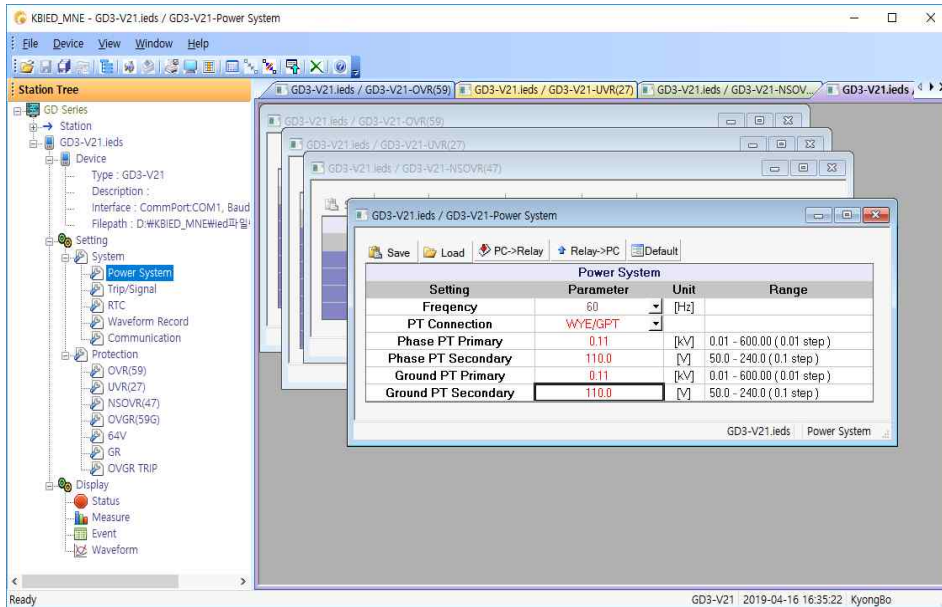 KBIED_MNE - GD3-V21.ieds / GD3-V21-Power System
File Device View Window Help
Station Tree
GD Series
Station
GD3-V21.ieds
Device
Type : GD3-V21
Description :
Interface : CommPort:COM1, Baud
Filepath : D:₩KBIED_MNE₩ied파일
Setting
System
Power System
Trip/Signal
RTC
Waveform Record
Communication
Protection
OVR(59)
UVR(27)
NSOVR(47)
OVGR(59G)
64V
GR
OVGR TRIP
Display
Status
Measure
Event
Waveform
GD3-V21.ieds / GD3-V21-OVR(59) GD3-V21.ieds / GD3-V21-UVR(27) GD3-V21.ieds / GD3-V21-NSOV... GD3-V21.ieds
GD3-V21.ieds / GD3-V21-OVR(59)
GD3-V21.ieds / GD3-V21-UVR(27)
GD3-V21.ieds / GD3-V21-NSOVR(47)
GD3-V21.ieds / GD3-V21-Power System
Save Load PC->Relay Relay->PC Default
Power System
Setting Parameter Unit Range
Freqency 60 [Hz]
PT Connection WYE/GPT
Phase PT Primary 0.11 [kV] 0.01 - 600.00 ( 0.01 step )
Phase PT Secondary 110.0 [V] 50.0 - 240.0 ( 0.1 step )
Ground PT Primary 0.11 [kV] 0.01 - 600.00 ( 0.01 step )
Ground PT Secondary 110.0 [V] 50.0 - 240.0 ( 0.1 step )
GD3-V21.ieds Power System
Ready GD3-V21 2019-04-16 16:35:22 KyongBo